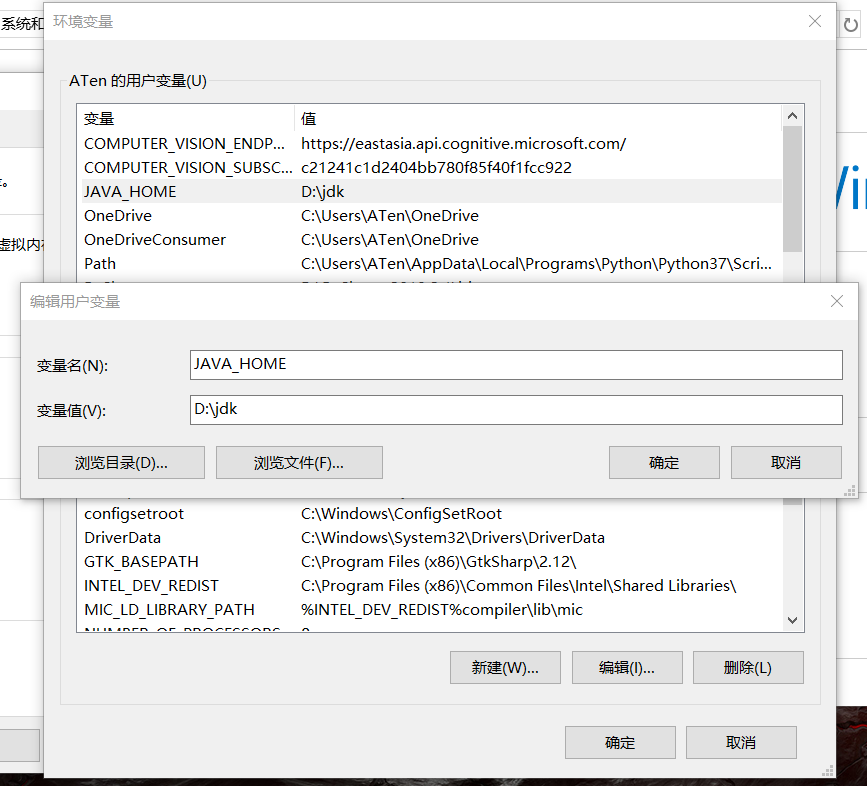 系统和
环境变量
ATen 的用户变量(U)
变量 值
COMPUTER_VISION_ENDP... https://eastasia.api.cognitive.microsoft.com/
COMPUTER_VISION_SUBSC... c21241c1d2404bb780f85f40f1fcc922
JAVA_HOME D:\jdk
OneDrive C:\Users\ATen\OneDrive
OneDriveConsumer C:\Users\ATen\OneDrive
虚拟内存
Path C:\Users\ATen\AppData\Local\Programs\Python\Python37\Scri...
编辑用户变量
变量名(N): JAVA_HOME
变量值(V): D:\jdk
浏览目录(D)... 浏览文件(F)... 确定 取消
configsetroot C:\Windows\ConfigSetRoot
DriverData C:\Windows\System32\Drivers\DriverData
GTK_BASEPATH C:\Program Files (x86)\GtkSharp\2.12\
INTEL_DEV_REDIST C:\Program Files (x86)\Common Files\Intel\Shared Libraries\
MIC_LD_LIBRARY_PATH %INTEL_DEV_REDIST%compiler\lib\mic
NUMBER_OF_PROCESSORS
新建(W)... 编辑(I)... 删除(L)
确定 取消